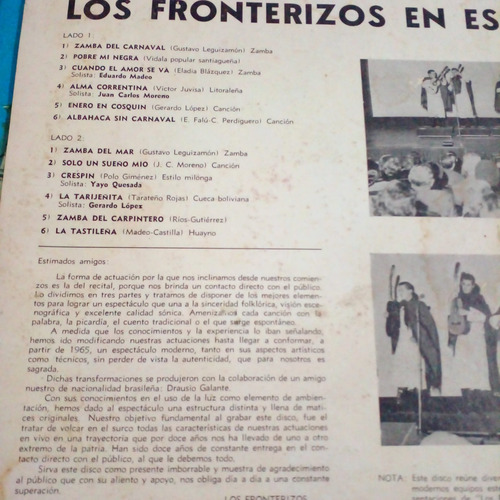 LOS FRONTERIZOS EN ES
LADO 1:
1) ZAMBA DEL CARNAVAL (Gustavo Leguizamón) Zamba
2) POBRE MI NEGRA (Vidala popular santiagueña)
3) CUANDO EL AMOR SE VA (Eladia Blázquez) Zamba
Solista: Eduardo Madeo
4) ALMA CORRENTINA (Víctor Juvisa) Litoraleña
Solista: Juan Carlos Moreno
5) ENERO EN COSQUIN (Gerardo López) Canción
6) ALBAHACA SIN CARNAVAL (E. Falú-C. Perdiguero) Canción
LADO 2:
1) ZAMBA DEL MAR (Gustavo Leguizamón) Zamba
2) SOLO UN SUEÑO MIO (J. C. Moreno) Canción
3) CRESPIN (Polo Giménez) Estilo milónga
Solista: Yayo Quesada
4) LA TARIJEÑITA (Tarateño Rojas) Cueca boliviana
Solista: Gerardo López
5) ZAMBA DEL CARPINTERO (Ríos-Gutiérrez)
6) LA TASTILEÑA (Madeo-Castilla) Huayno
Estimados amigos:
La forma de actuación por la que nos inclinamos desde nuestros comien-
zos es la del recital, porque nos brinda un contacto directo con el público.
Lo dividimos en tres partes y tratamos de disponer de los mejores elemen-
tos para lograr un espectáculo que una a la sinceridad folklórica, visión esce-
nográfica y excelente calidad sónica. Amenizamos cada canción con la
palabra, la picardía, el cuento tradicional o el que surge espontáneo.
A medida que los conocimientos y la experiencia lo iban señalando,
hemos ido modificando nuestras actuaciones hasta llegar a conformar, a
partir de 1965, un espectáculo moderno, tanto en sus aspectos artísticos
como técnicos, sin perder de vista la autenticidad, que para nosotros es
sagrada.
Dichas transformaciones se produjeron con la colaboración de un amigo
nuestro de nacionalidad brasileña: Drausio Galante.
Con sus conocimientos en el uso de la luz como elemento de ambien-
tación, hemos dado al espectáculo una estructura distinta y llena de mati-
ces originales. Nuestro objetivo fundamental al grabar este disco, fue el
tratar de volcar en el surco todas las características de nuestras actuaciones
en vivo en una trayectoria que por doce años nos ha llevado de uno a otro
extremo de la patria. Han sido doce años de constante entrega en el con-
tacto directo con el público, al que le debemos todo.
Sirva este disco como presente imborrable y muestra de agradecimiento
al público que con su aliento y apoyo, nos obliga día a día a una constante
superación.
LOS FRONTERIZOS
NOTA: Este disco reúne direct
modernos equipos este